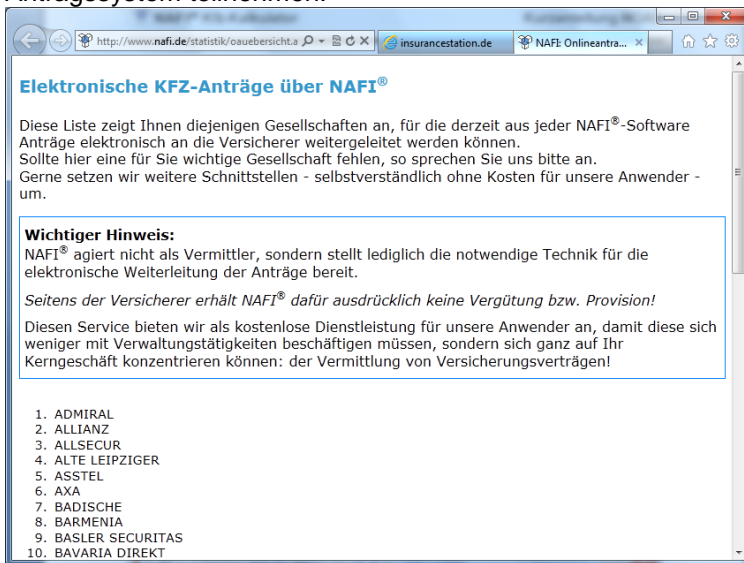 Antragssystem teilnehmen.
http://www.nafi.de/statistik/oauebersicht.a
insurancestation.de
NAFI: Onlineantra...
Elektronische KFZ-Anträge über NAFI®
Diese Liste zeigt Ihnen diejenigen Gesellschaften an, für die derzeit aus jeder NAFI®-Software
Anträge elektronisch an die Versicherer weitergeleitet werden können.
Sollte hier eine für Sie wichtige Gesellschaft fehlen, so sprechen Sie uns bitte an.
Gerne setzen wir weitere Schnittstellen - selbstverständlich ohne Kosten für unsere Anwender -
um.
Wichtiger Hinweis:
NAFI® agiert nicht als Vermittler, sondern stellt lediglich die notwendige Technik für die
elektronische Weiterleitung der Anträge bereit.
Seitens der Versicherer erhält NAFI® dafür ausdrücklich keine Vergütung bzw. Provision!
Diesen Service bieten wir als kostenlose Dienstleistung für unsere Anwender an, damit diese sich
weniger mit Verwaltungstätigkeiten beschäftigen müssen, sondern sich ganz auf Ihr
Kerngeschäft konzentrieren können: der Vermittlung von Versicherungsverträgen!
1. ADMIRAL
2. ALLIANZ
3. ALLSECUR
4. ALTE LEIPZIGER
5. ASSTEL
6. AXA
7. BADISCHE
8. BARMENIA
9. BASLER SECURITAS
10. BAVARIA DIREKT